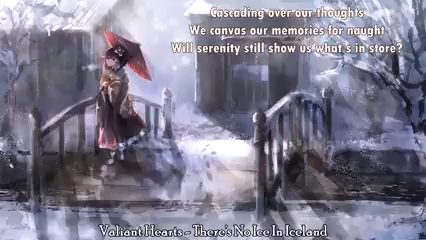 Cascading over our thoughts
We canvas our memories for naught
Will serenity still show us what's in store?
Valiant Hearts - There's No Ice In Iceland